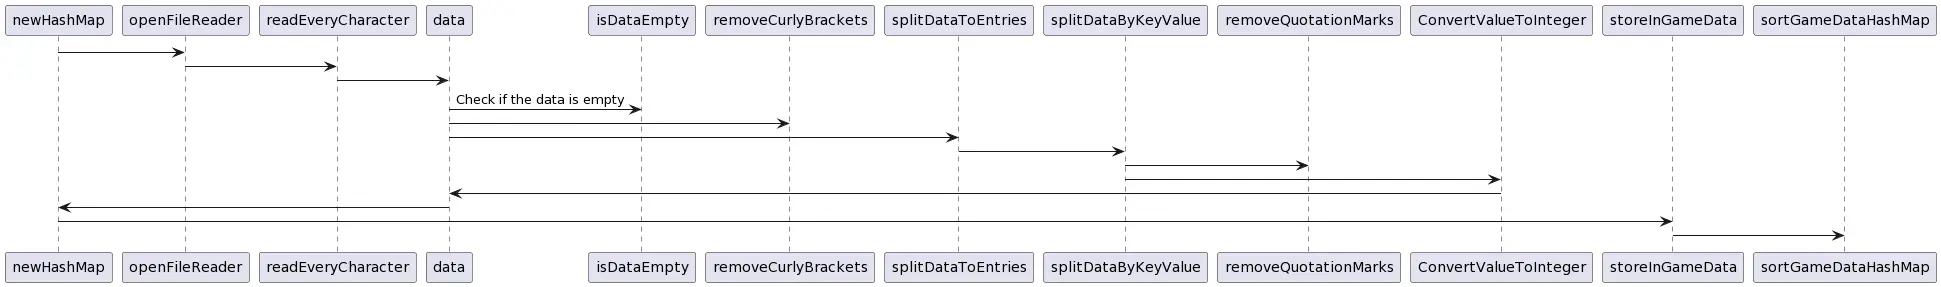 newHashMap openFileReader readEveryCharacter data isDataEmpty removeCurlyBrackets splitDataToEntries splitDataByKeyValue removeQuotationMarks ConvertValueToInteger storeInGameData sortGameDataHashMap
Check if the data is empty
newHashMap openFileReader readEveryCharacter data isDataEmpty removeCurlyBrackets splitDataToEntries splitDataByKeyValue removeQuotationMarks ConvertValueToInteger storeInGameData sortGameDataHashMap